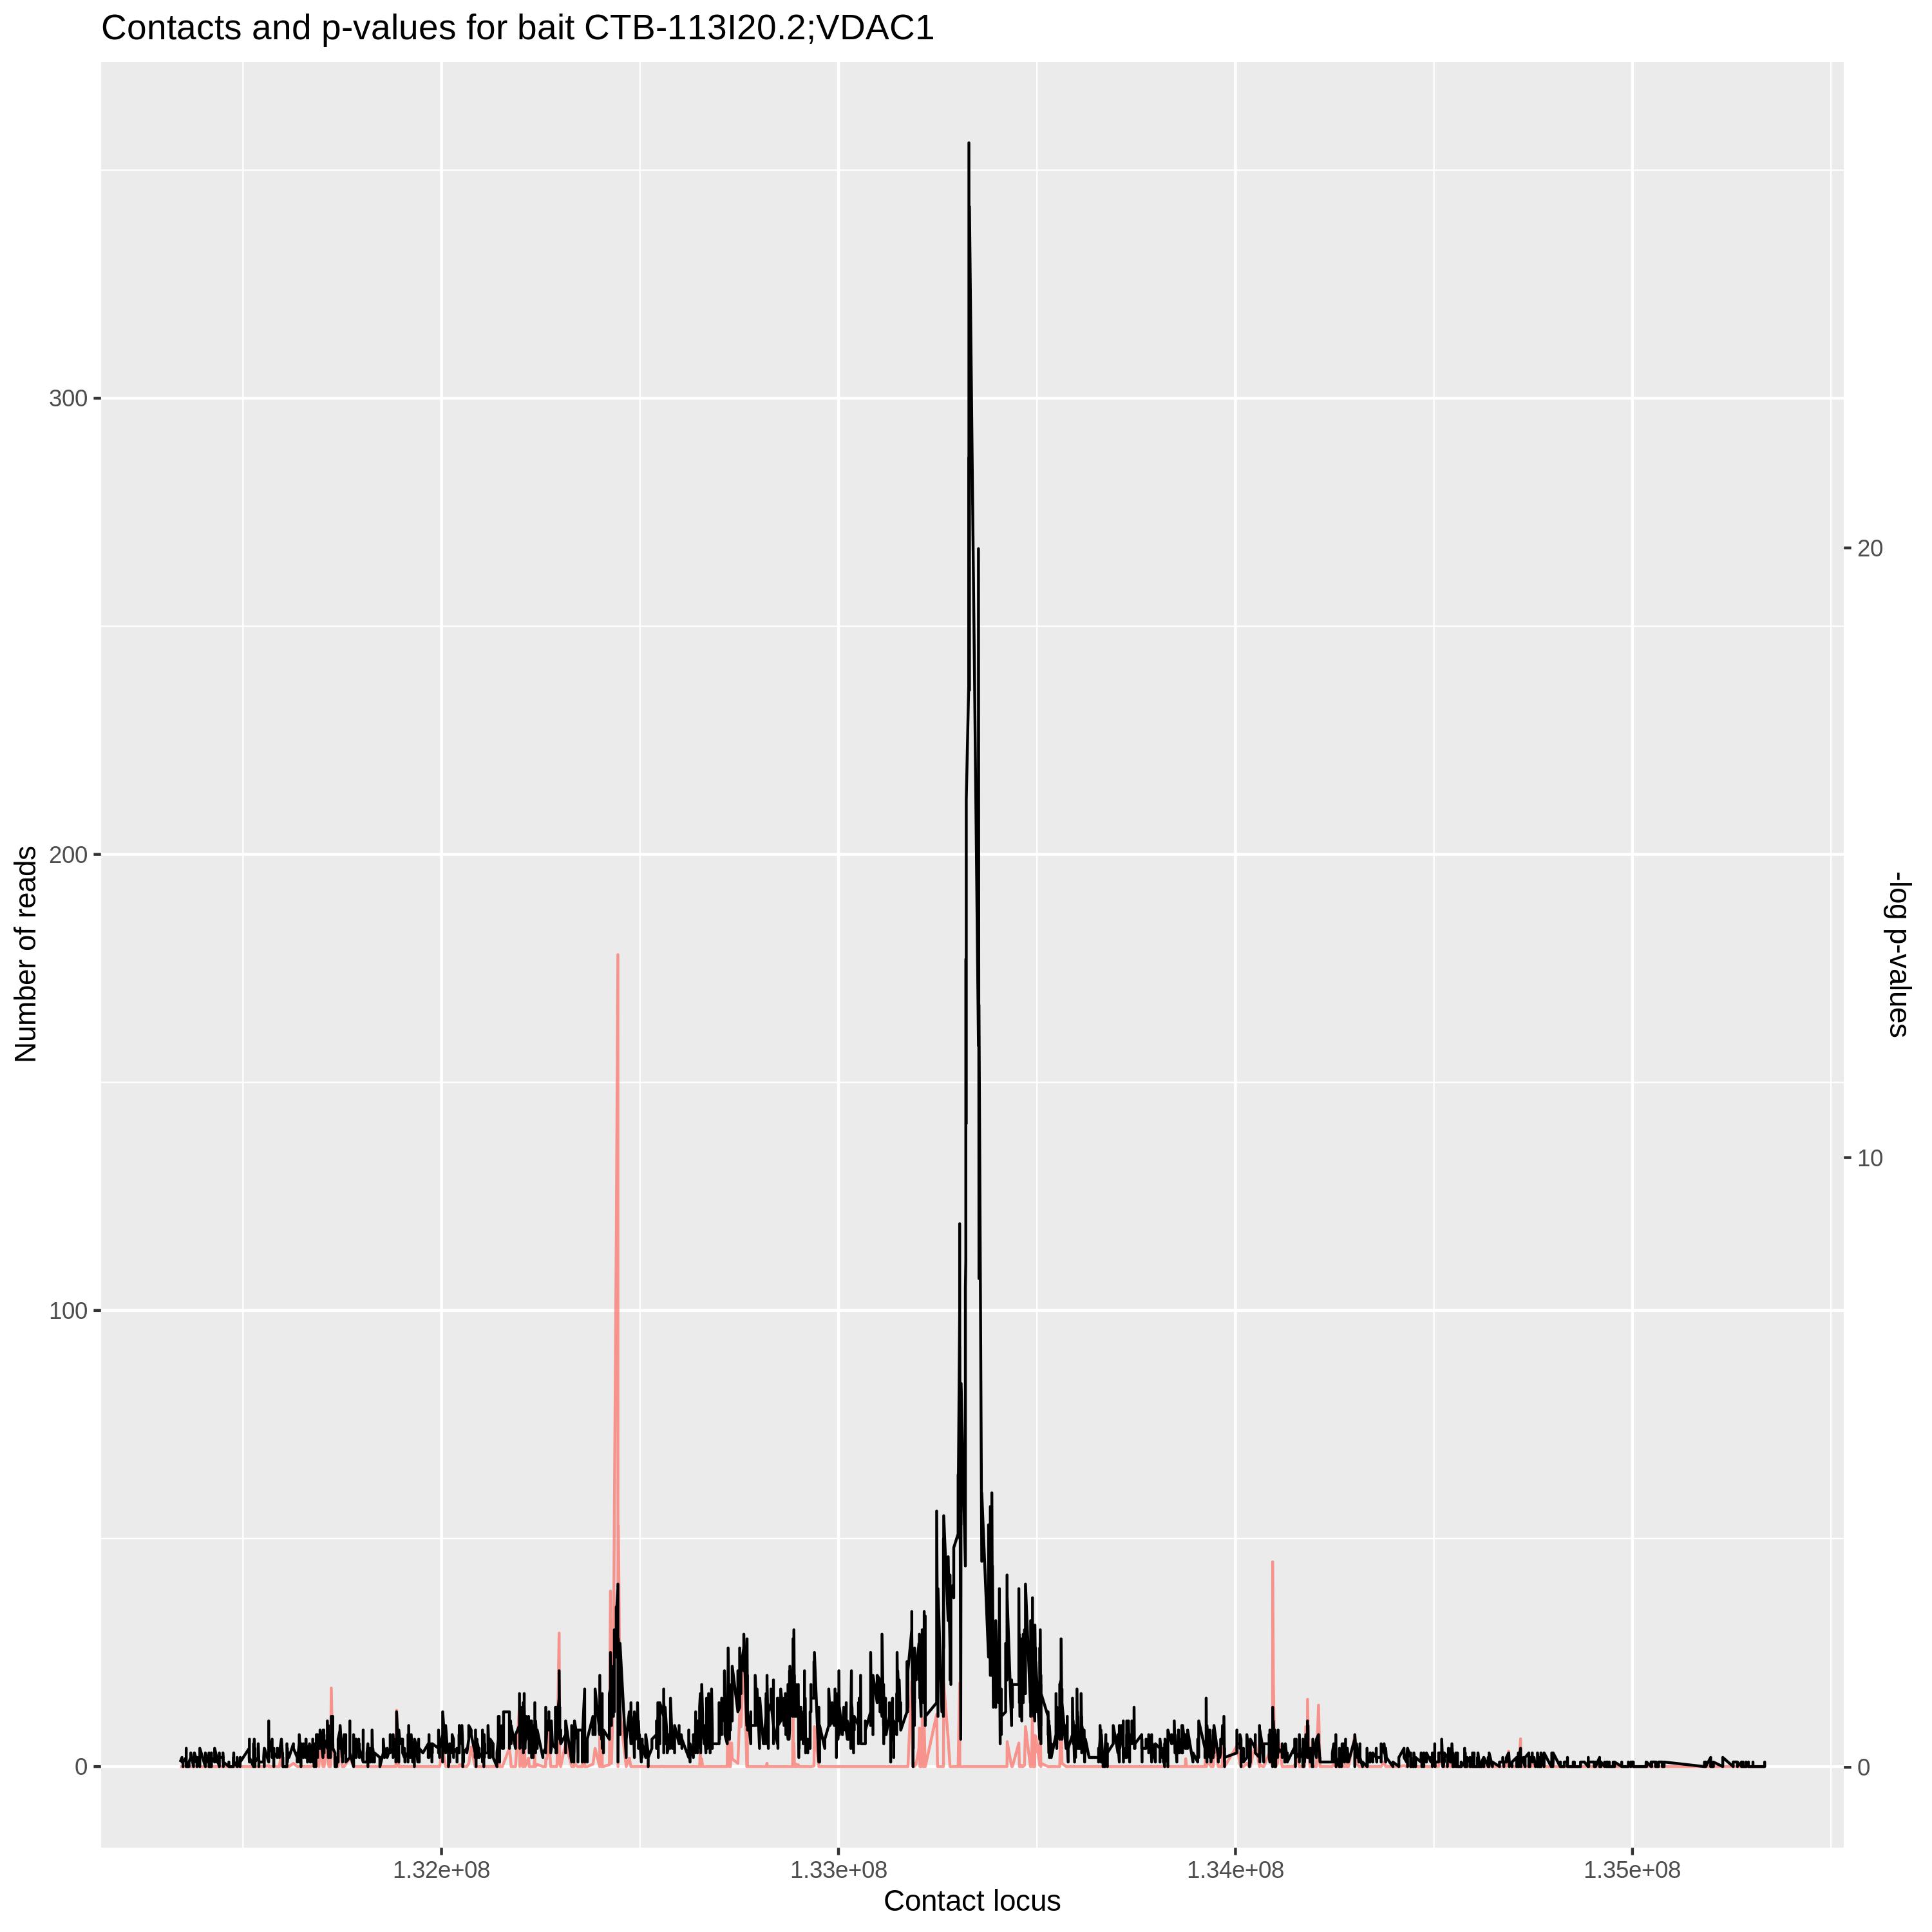 Contacts and p-values for bait CTB-113I20.2;VDAC1
Number of reads
300
200
100
0
20
10
0
-log p-values
1.32e+08 1.33e+08 1.34e+08 1.35e+08
Contact locus